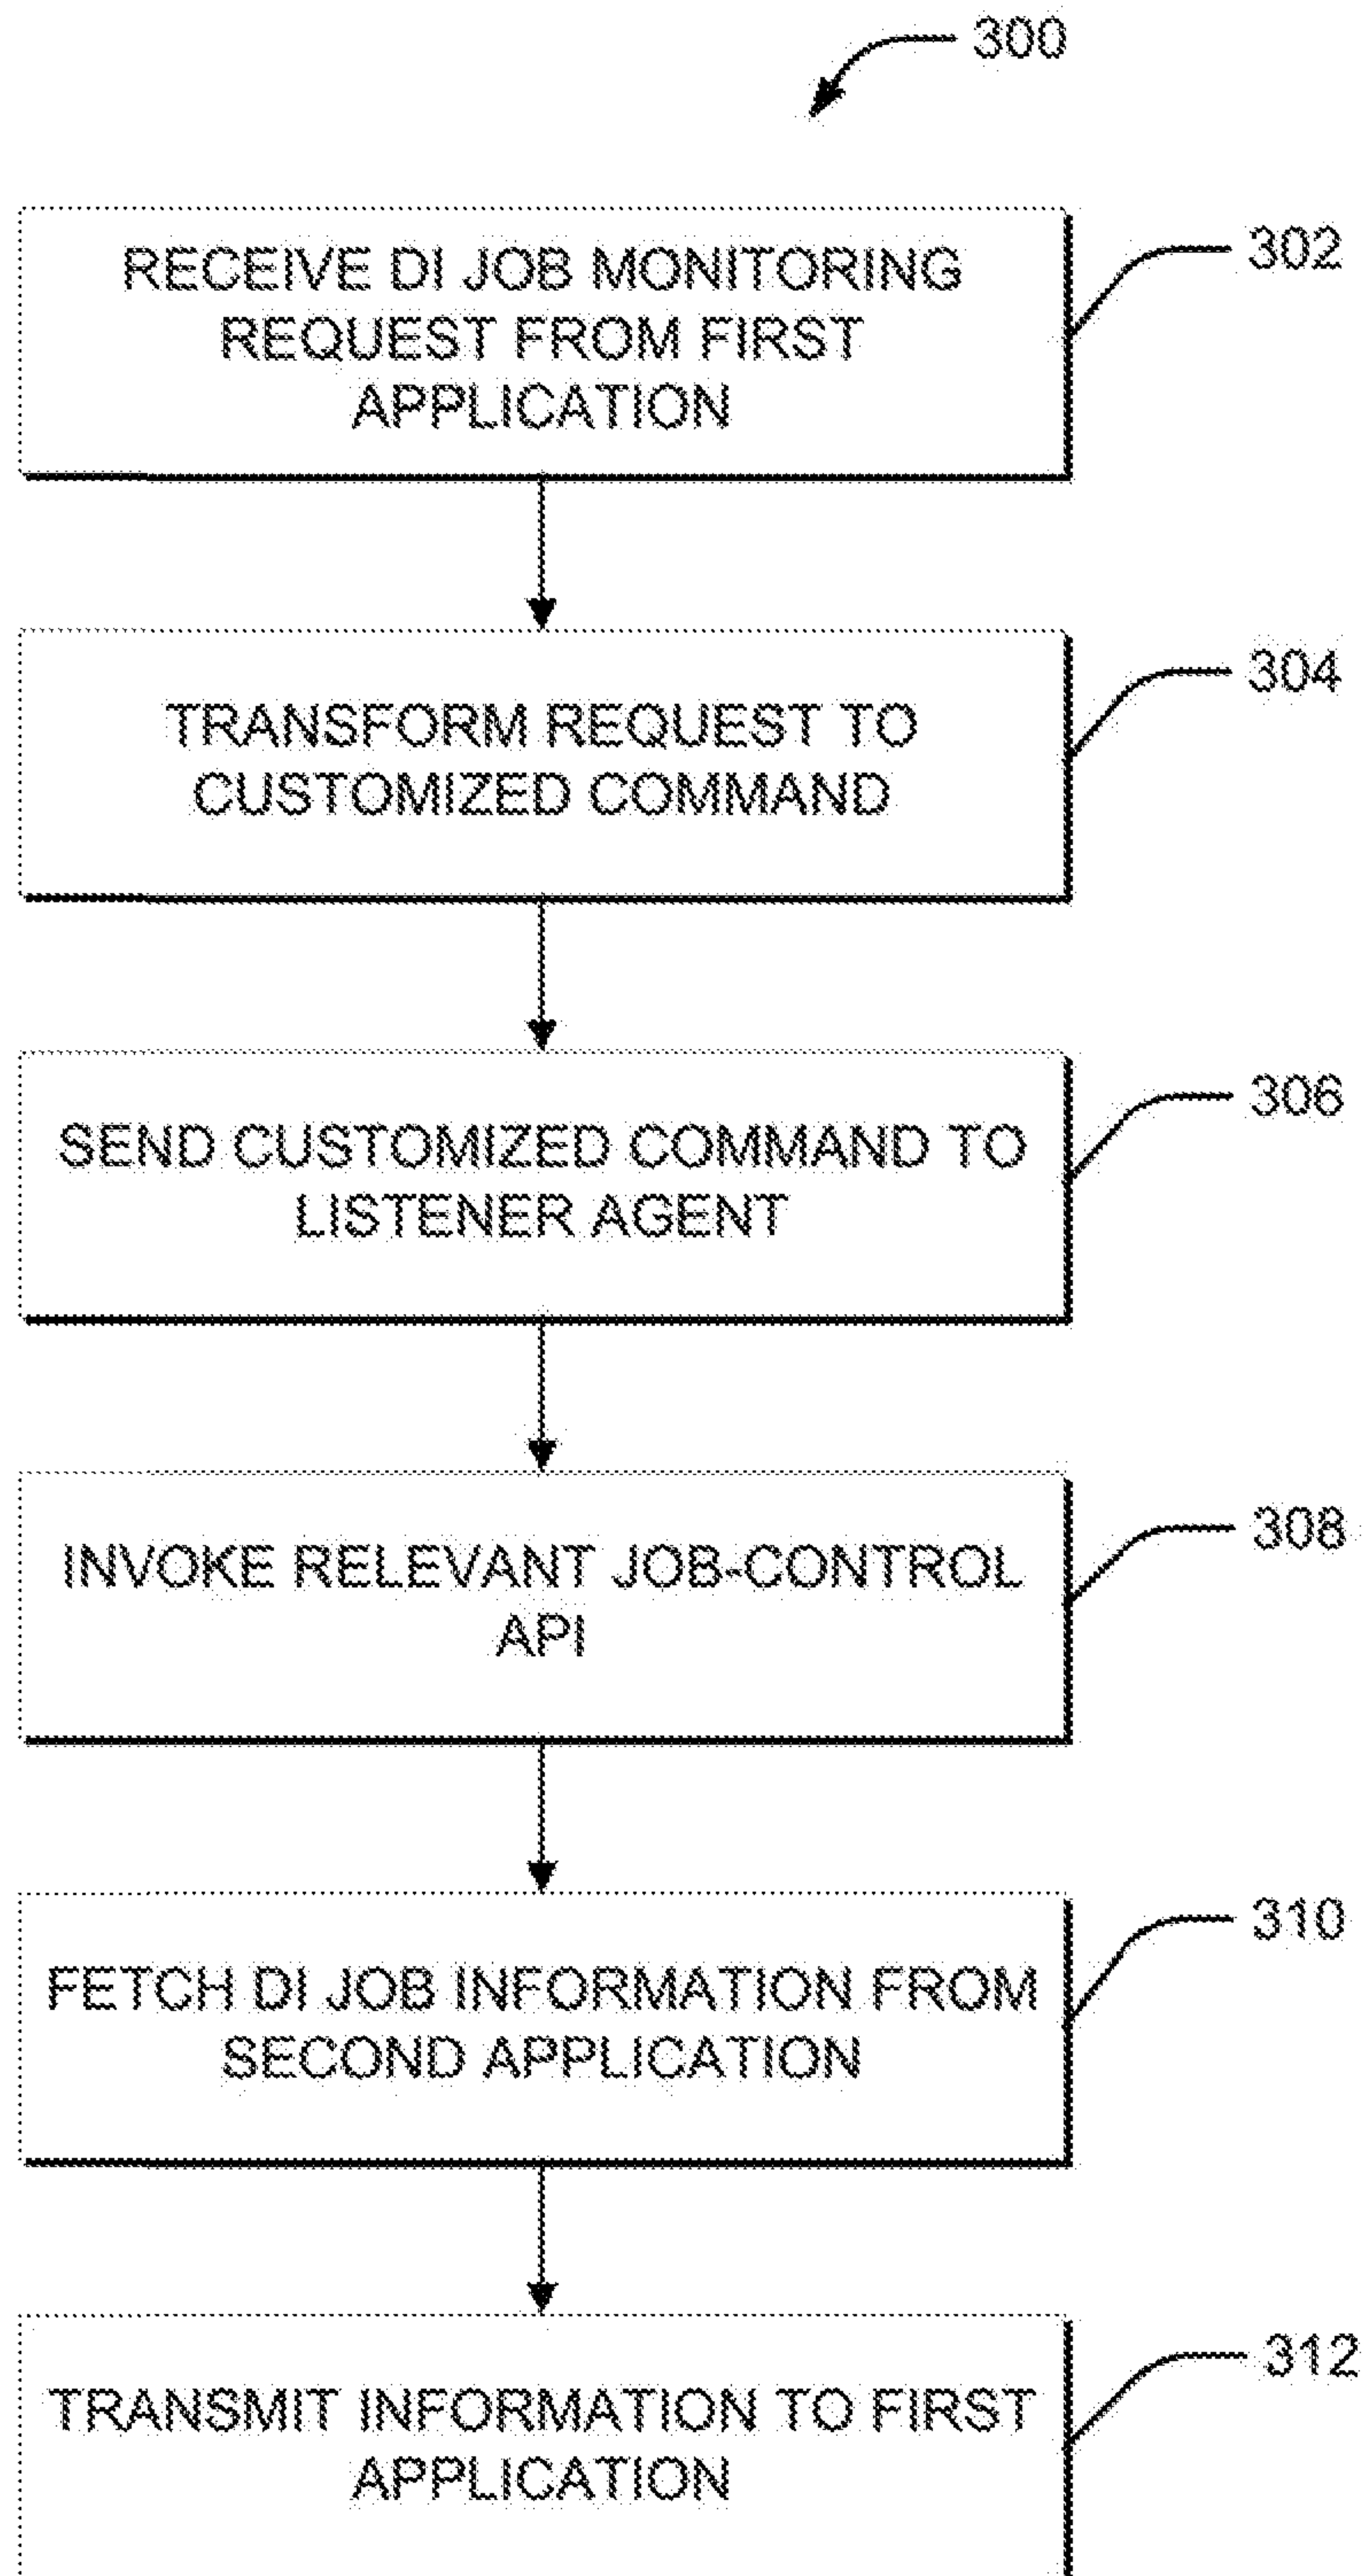 300
RECEIVE DI JOB MONITORING
REQUEST FROM FIRST
APPLICATION
302
TRANSFORM REQUEST TO
CUSTOMIZED COMMAND
304
SEND CUSTOMIZED COMMAND TO
LISTENER AGENT
306
INVOKE RELEVANT JOB-CONTROL
API
308
FETCH DI JOB INFORMATION FROM
SECOND APPLICATION
310
TRANSMIT INFORMATION TO FIRST
APPLICATION
312